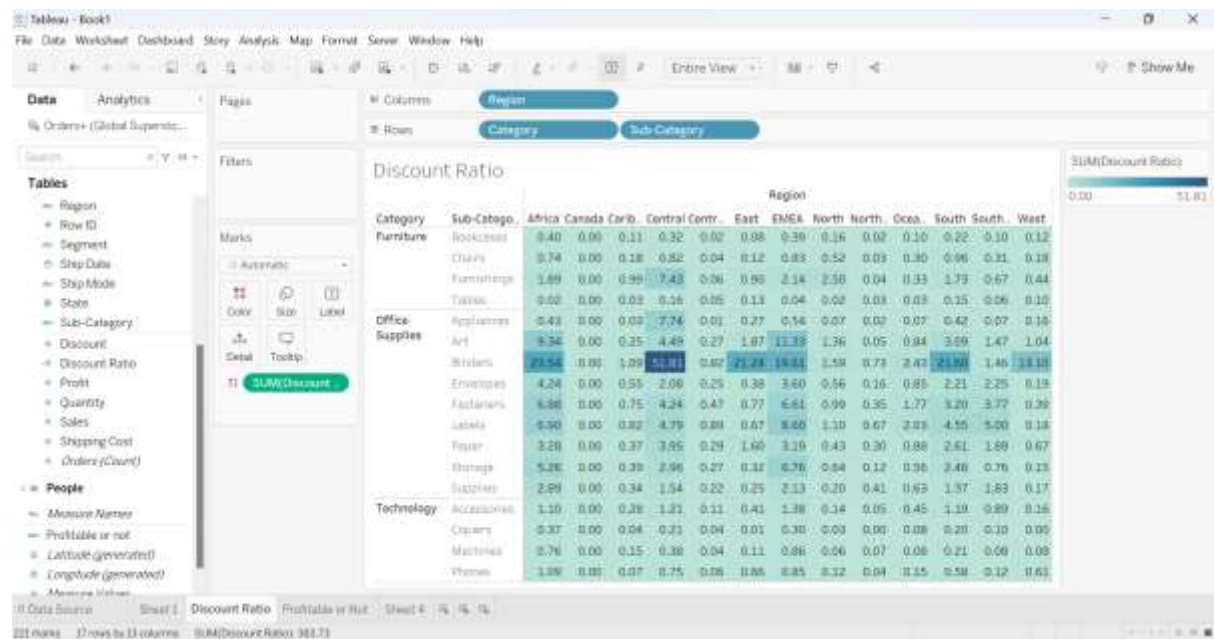 Tableau - Book1
File Data Worksheet Dashboard Story Analysis Map Format Server Window Help
Entire View
Show Me
Data Analytics
Pages
Columns
Region
Orders+ (Global Supersto...
Rows
Category
Sub-Category
Search
Filters
Tables
Region
Row ID
Segment
Ship Date
Ship Mode
State
Sub-Category
Discount
Discount Ratio
Profit
Quantity
Sales
Shipping Cost
Orders (Count)
People
Measure Names
Profitable or not
Latitude (generated)
Longitude (generated)
Measure Values
Marks
Automatic
Color Size Label
Detail Tooltip
SUM(Discount ..
Discount Ratio
Region
Category Sub-Catego.. Africa Canada Carib.. Central Centr.. East EMEA North North.. Ocea.. South South.. West
Furniture Bookcases 0.40 0.00 0.11 0.32 0.02 0.08 0.39 0.16 0.02 0.10 0.22 0.10 0.12
Chairs 0.74 0.00 0.18 0.82 0.04 0.12 0.83 0.52 0.03 0.30 0.96 0.31 0.18
Furnishings 1.89 0.00 0.99 7.43 0.06 0.90 2.14 2.50 0.04 0.33 1.73 0.67 0.44
Tables 0.02 0.00 0.03 0.16 0.05 0.13 0.04 0.02 0.03 0.03 0.15 0.06 0.10
Office Supplies Appliances 0.43 0.00 0.03 7.74 0.01 0.27 0.54 0.07 0.02 0.07 0.42 0.07 0.16
Art 9.34 0.00 0.25 4.49 0.27 1.87 11.33 1.36 0.05 0.84 3.89 1.47 1.04
Binders 23.54 0.00 1.09 51.81 0.82 21.24 1.59 0.73 2.43 1.46
Envelopes 4.24 0.00 0.55 2.08 0.25 0.38 3.60 0.56 0.16 0.85 2.21 2.25 0.19
Fasteners 6.88 0.00 0.75 4.24 0.47 0.77 6.61 0.99 0.35 1.77 3.20 3.77 0.39
Labels 6.90 0.00 0.82 4.79 0.89 0.67 8.60 1.10 0.67 2.03 4.55 5.00 0.18
Paper 3.28 0.00 0.37 3.95 0.29 1.60 3.19 0.43 0.30 0.88 2.61 1.89 0.67
Storage 5.28 0.00 0.39 2.96 0.27 0.32 6.76 0.84 0.12 0.96 2.48 0.76 0.15
Supplies 2.89 0.00 0.34 1.54 0.22 0.25 2.13 0.20 0.41 0.63 1.37 1.83 0.17
Technology Accessories 1.10 0.00 0.28 1.21 0.11 0.41 1.38 0.14 0.05 0.45 1.19 0.89 0.16
Copiers 0.37 0.00 0.04 0.21 0.04 0.01 0.30 0.03 0.00 0.08 0.20 0.10 0.00
Machines 0.76 0.00 0.15 0.38 0.04 0.11 0.86 0.06 0.07 0.08 0.21 0.08 0.08
Phones 1.09 0.00 0.07 0.75 0.06 0.66 0.85 0.12 0.04 0.15 0.58 0.12 0.61
SUM(Discount Ratio)
0.00 51.81
Data Source Sheet 1 Discount Ratio Profitable or Not Sheet 4
221 marks 17 rows by 13 columns SUM(Discount Ratio): 383.73